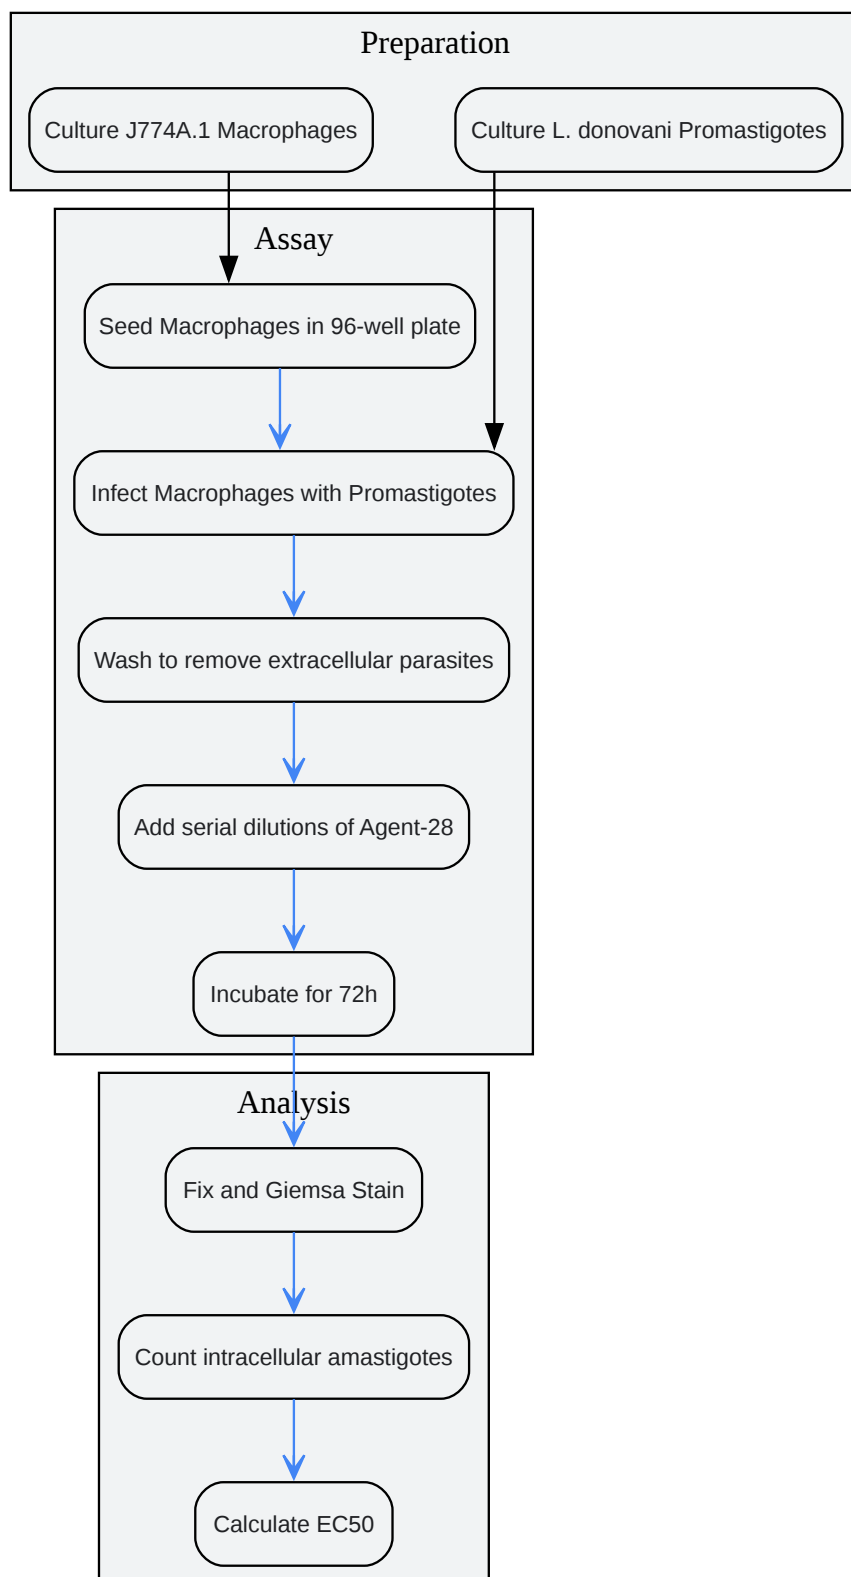 Preparation
Culture J774A.1 Macrophages
Culture L. donovani Promastigotes
Assay
Seed Macrophages in 96-well plate
Infect Macrophages with Promastigotes
Wash to remove extracellular parasites
Add serial dilutions of Agent-28
Incubate for 72h
Analysis
Fix and Giemsa Stain
Count intracellular amastigotes
Calculate EC50